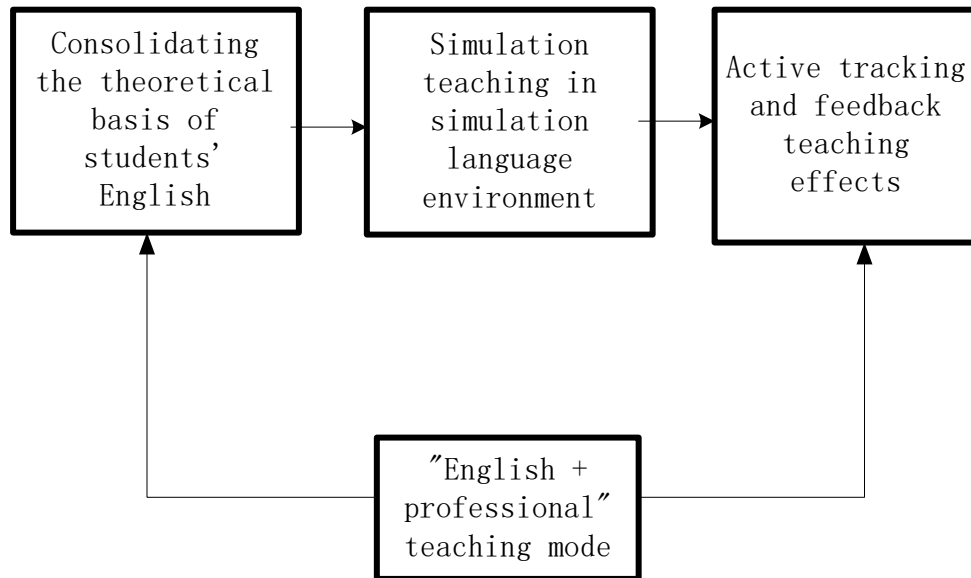 Consolidating
the theoretical
basis of
students'
English
Simulation
teaching in
simulation
language
environment
Active tracking
and feedback
teaching
effects
"English +
professional"
teaching mode